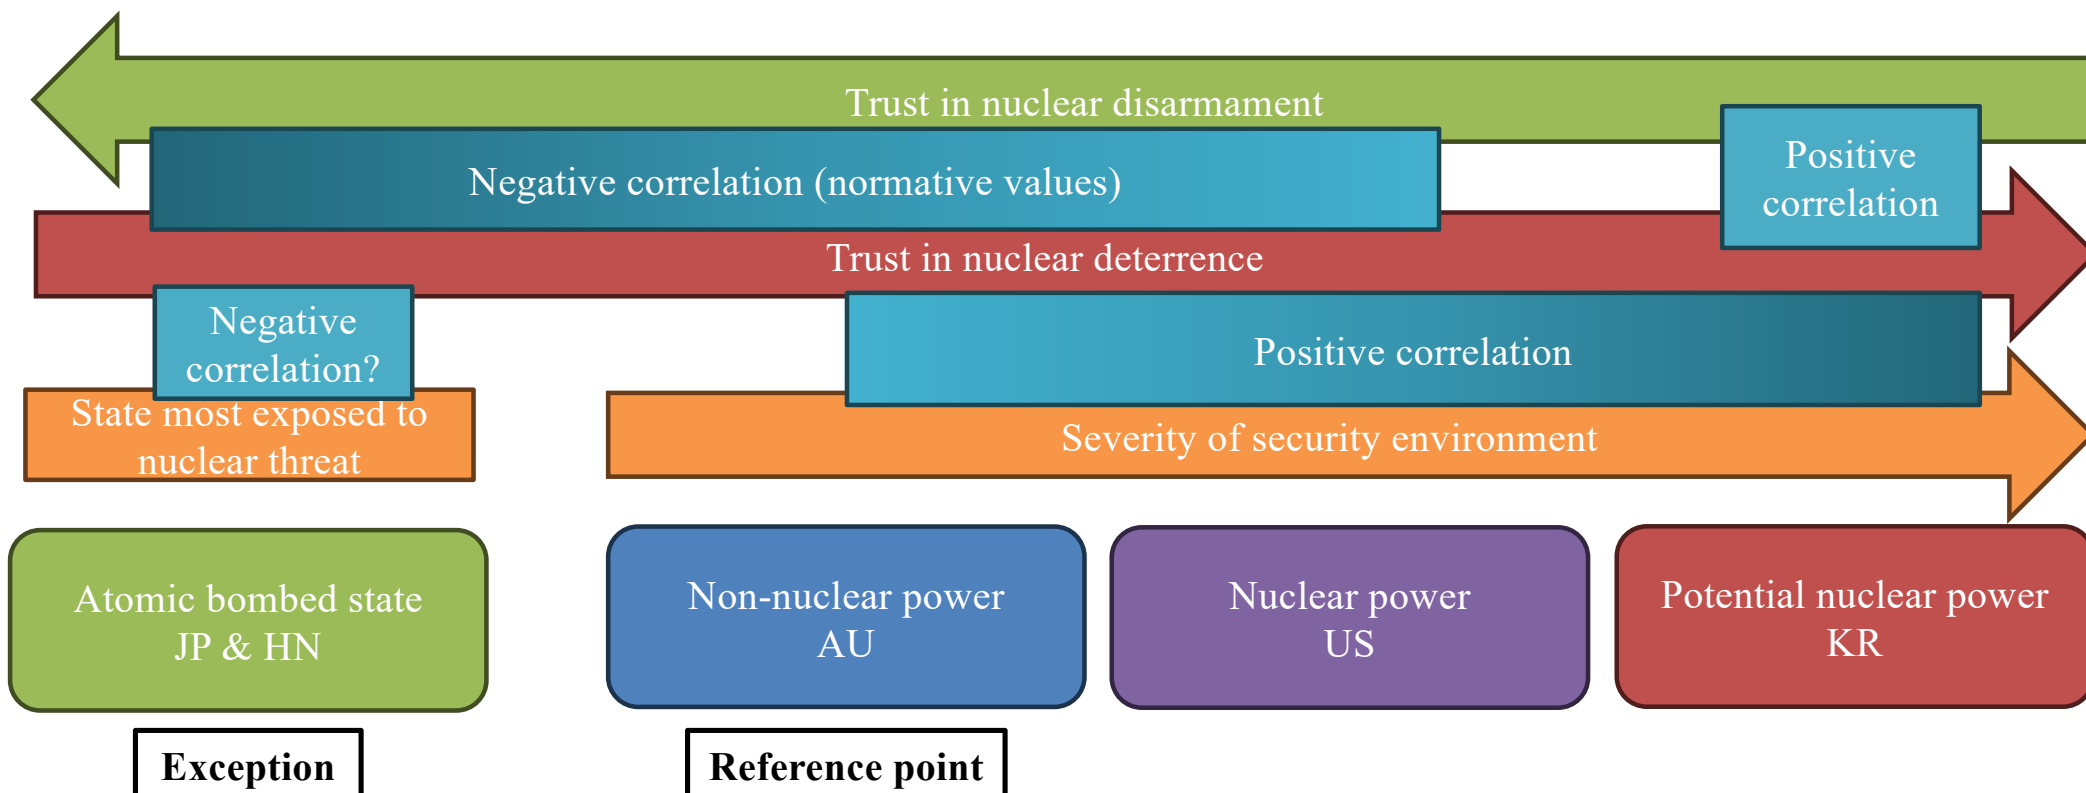 Trust in nuclear disarmament
Positive
correlation
Negative correlation (normative values)
Trust in nuclear deterrence
Negative
correlation?
Positive correlation
State most exposed to
nuclear threat
Severity of security environment
Atomic bombed state
JP & HN
Non-nuclear power
AU
Nuclear power
US
Potential nuclear power
KR
Exception
Reference point